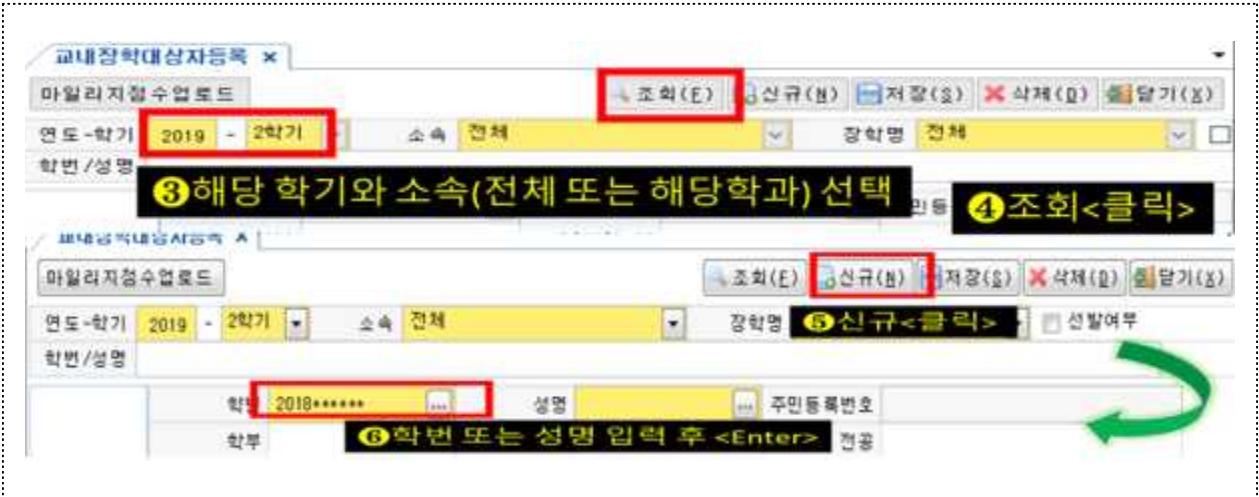 교내장학대상자등록 ×
마일리지점수업로드 조회(F) 신규(N) 저장(S) 삭제(D) 닫기(X)
연도-학기 2019 - 2학기 소속 전체 장학명 전체
학번/성명
❸해당 학기와 소속(전체 또는 해당학과) 선택
❹조회<클릭>
마일리지점수업로드 조회(F) 신규(N) 저장(S) 삭제(D) 닫기(X)
연도-학기 2019 - 2학기 소속 전체 장학명 ❺신규<클릭> 선발여부
학번/성명
학번 2018****** ... 성명 ... 주민등록번호
학부 ❻학번 또는 성명 입력 후 <Enter> 전공